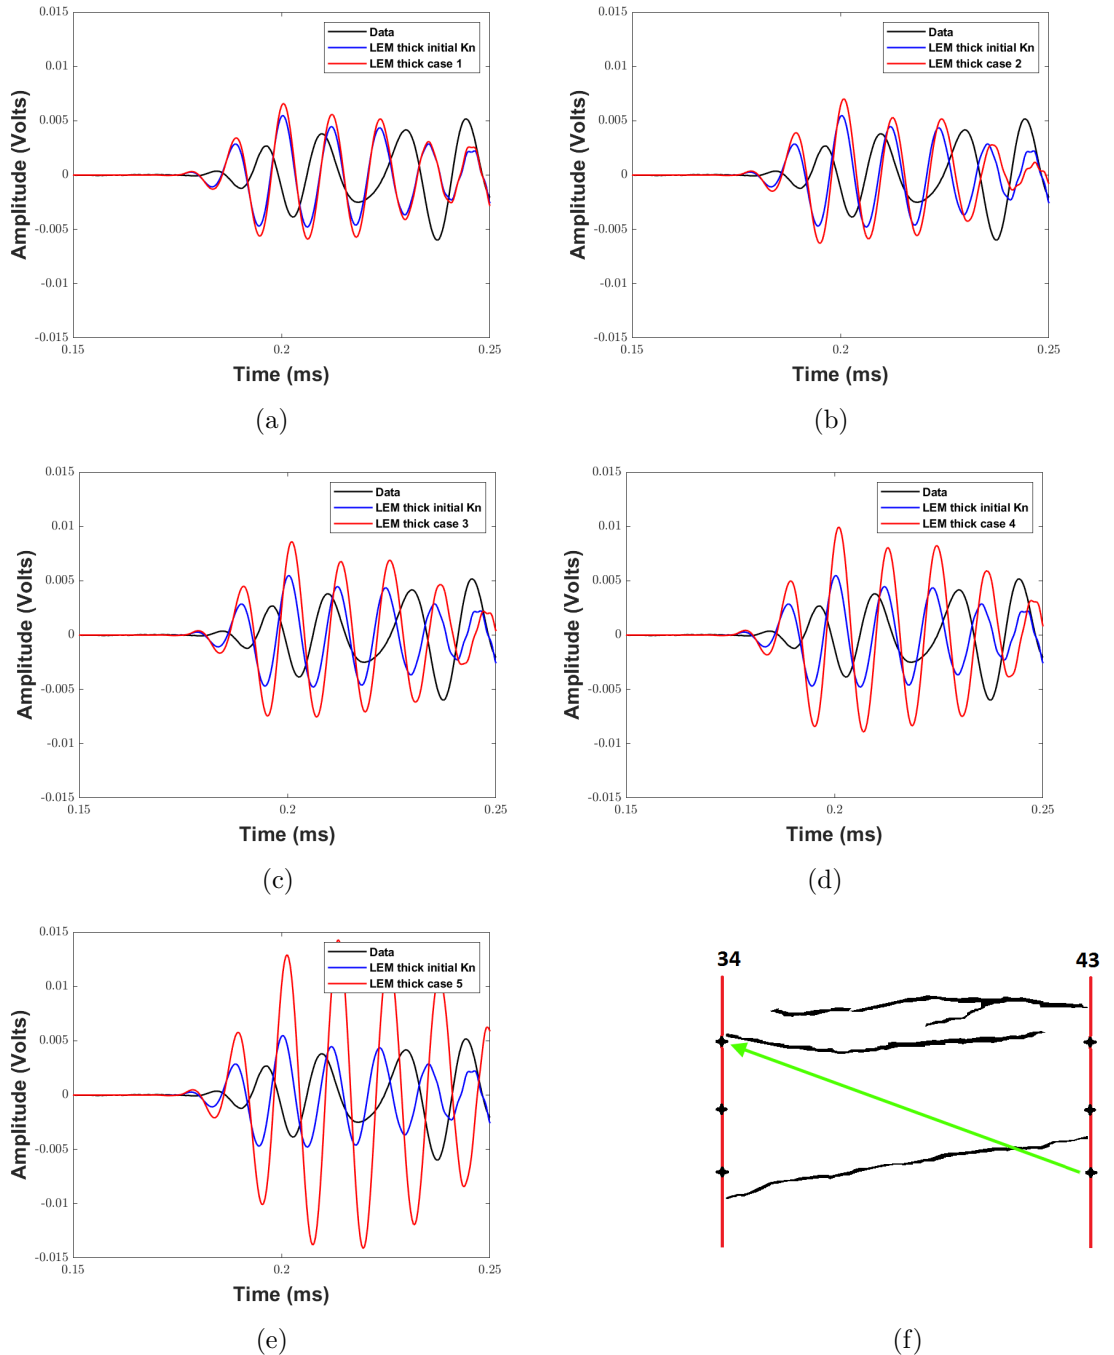 0.015
0.01
0.005
0
-0.005
-0.01
-0.015
0.15
0.2
0.25
Amplitude (Volts)
Time (ms)
Data
LEM thick initial Kn
LEM thick case 1
(a)
0.015
0.01
0.005
0
-0.005
-0.01
-0.015
0.15
0.2
0.25
Amplitude (Volts)
Time (ms)
Data
LEM thick initial Kn
LEM thick case 2
(b)
0.015
0.01
0.005
0
-0.005
-0.01
-0.015
0.15
0.2
0.25
Amplitude (Volts)
Time (ms)
Data
LEM thick initial Kn
LEM thick case 3
(c)
0.015
0.01
0.005
0
-0.005
-0.01
-0.015
0.15
0.2
0.25
Amplitude (Volts)
Time (ms)
Data
LEM thick initial Kn
LEM thick case 4
(d)
0.015
0.01
0.005
0
-0.005
-0.01
-0.015
0.15
0.2
0.25
Amplitude (Volts)
Time (ms)
Data
LEM thick initial Kn
LEM thick case 5
(e)
34
43
(f)